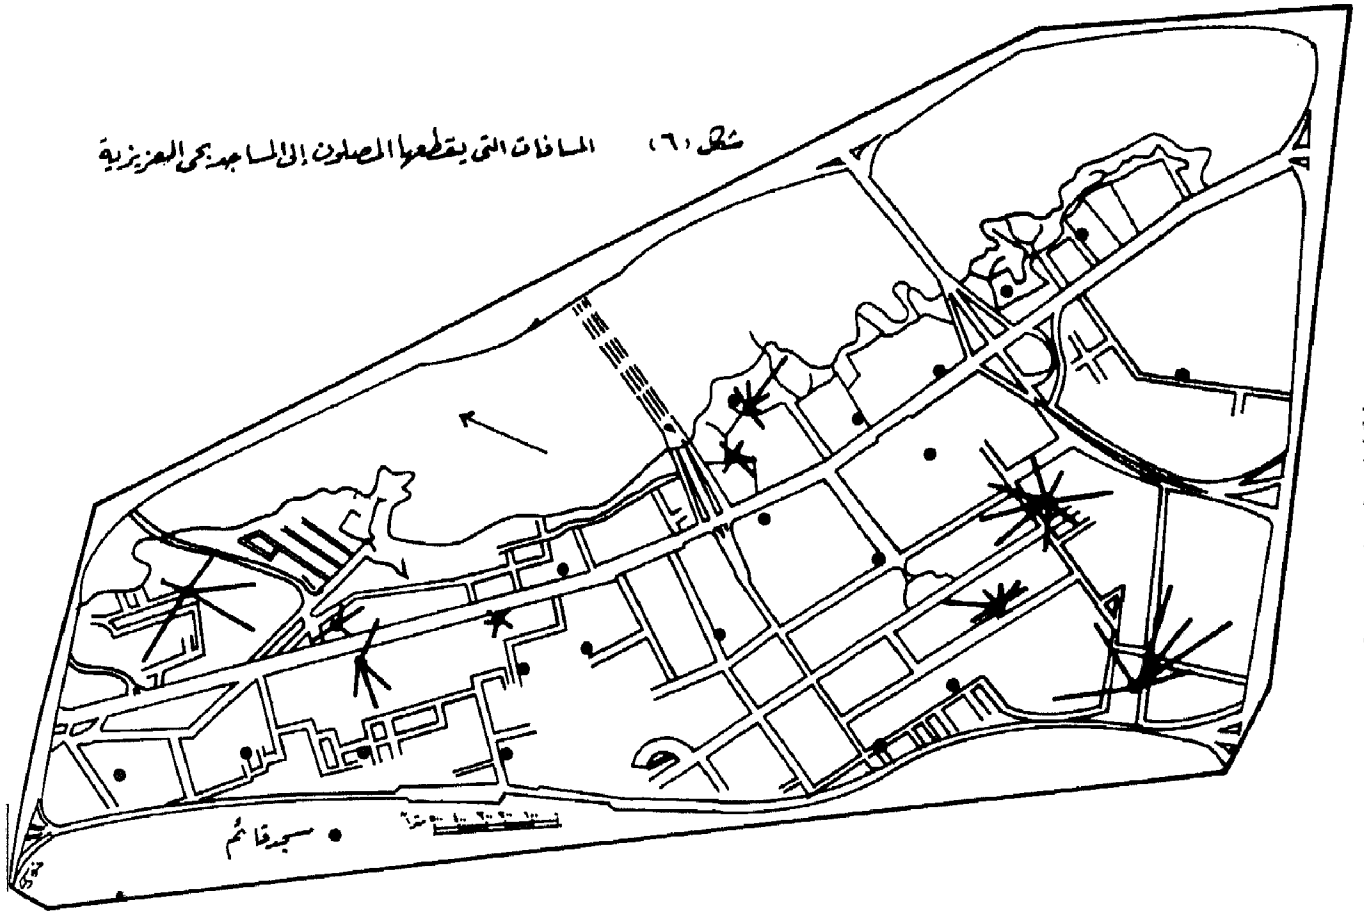 شكل (٦) المسافات التي يقطعها المصلون إلى المساجد بحي العزيزية
مسجد قائم